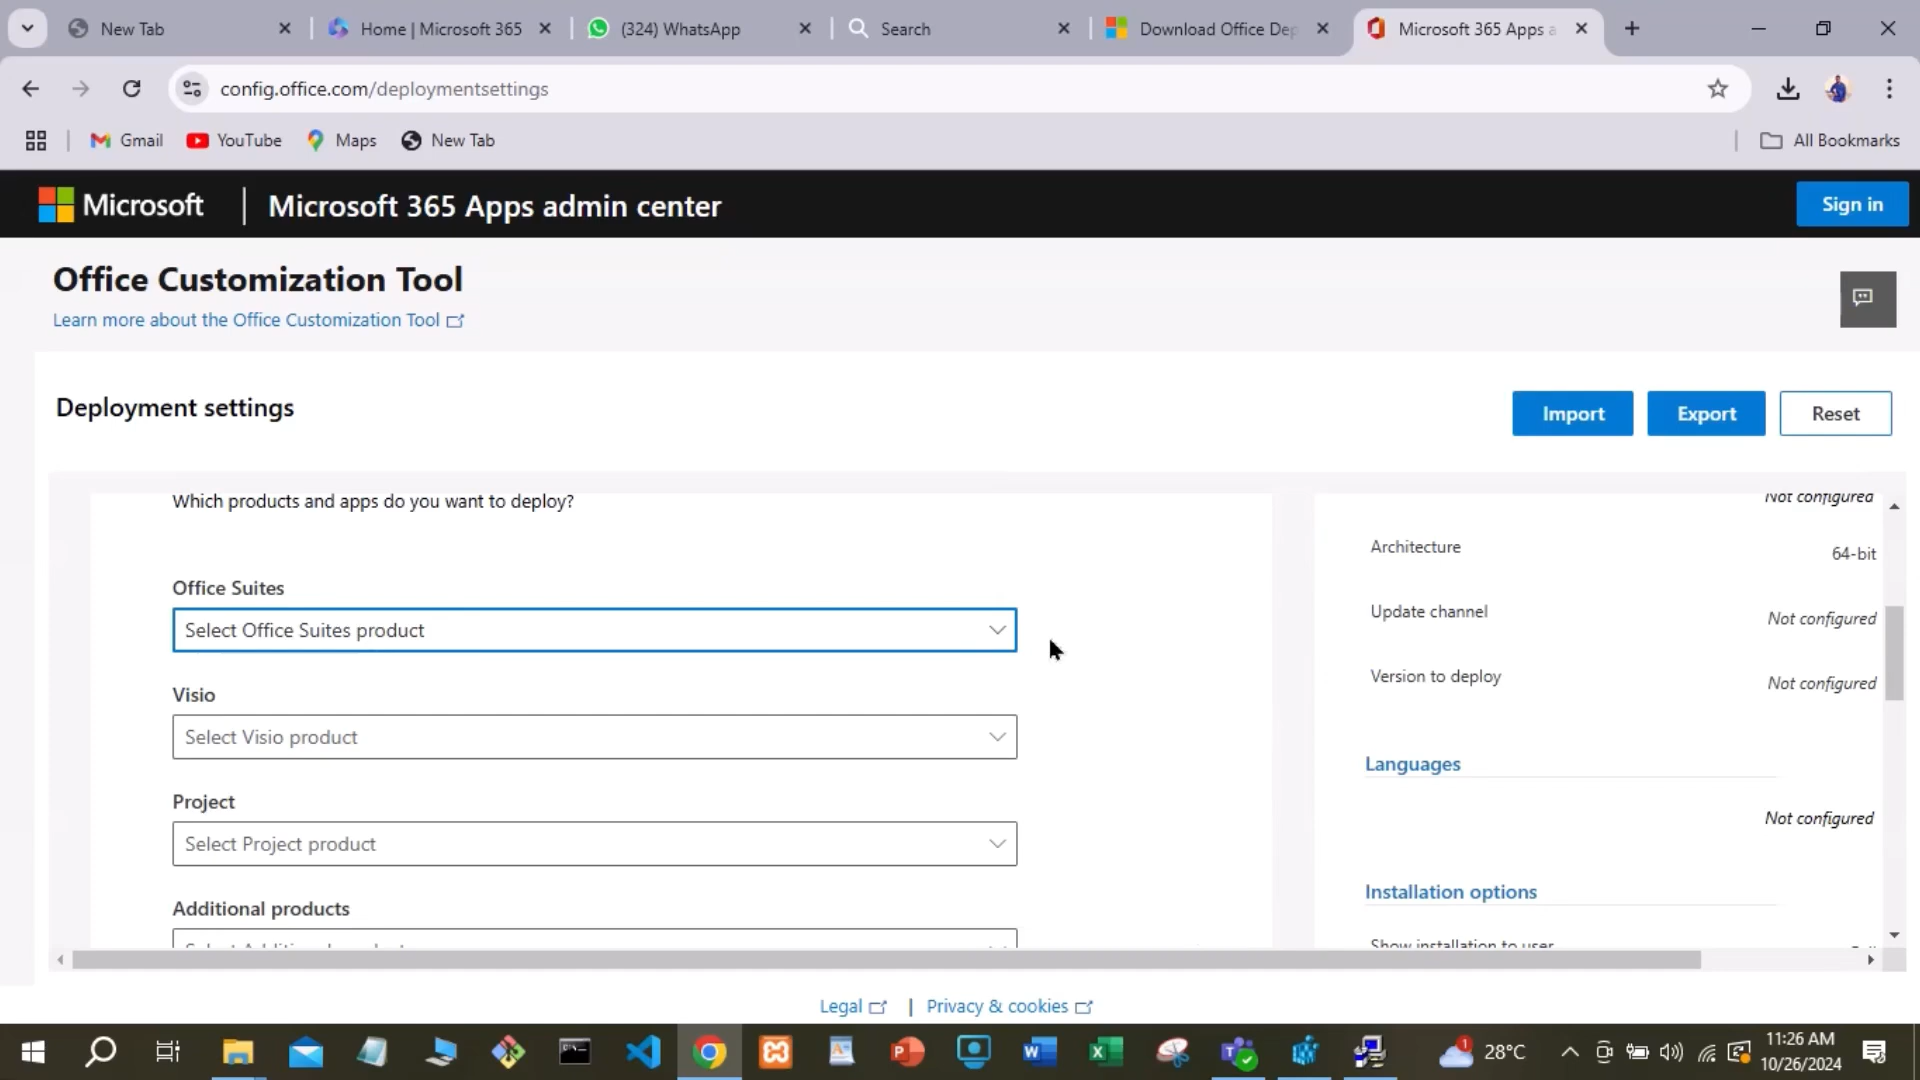 New Tab
Home | Microsoft 365
(324) WhatsApp
Search
Download Office Dep
Microsoft 365 Apps a
config.office.com/deploymentsettings
Gmail
YouTube
Maps
New Tab
All Bookmarks
Microsoft
Microsoft 365 Apps admin center
Sign in
Office Customization Tool
Learn more about the Office Customization Tool
Deployment settings
Import
Export
Reset
Which products and apps do you want to deploy?
Office Suites
Select Office Suites product
Visio
Select Visio product
Project
Select Project product
Additional products
Not configured
Architecture
64-bit
Update channel
Not configured
Version to deploy
Not configured
Languages
Not configured
Installation options
Show installation to user
Legal | Privacy & cookies
1
28°C
11:26 AM
10/26/2024